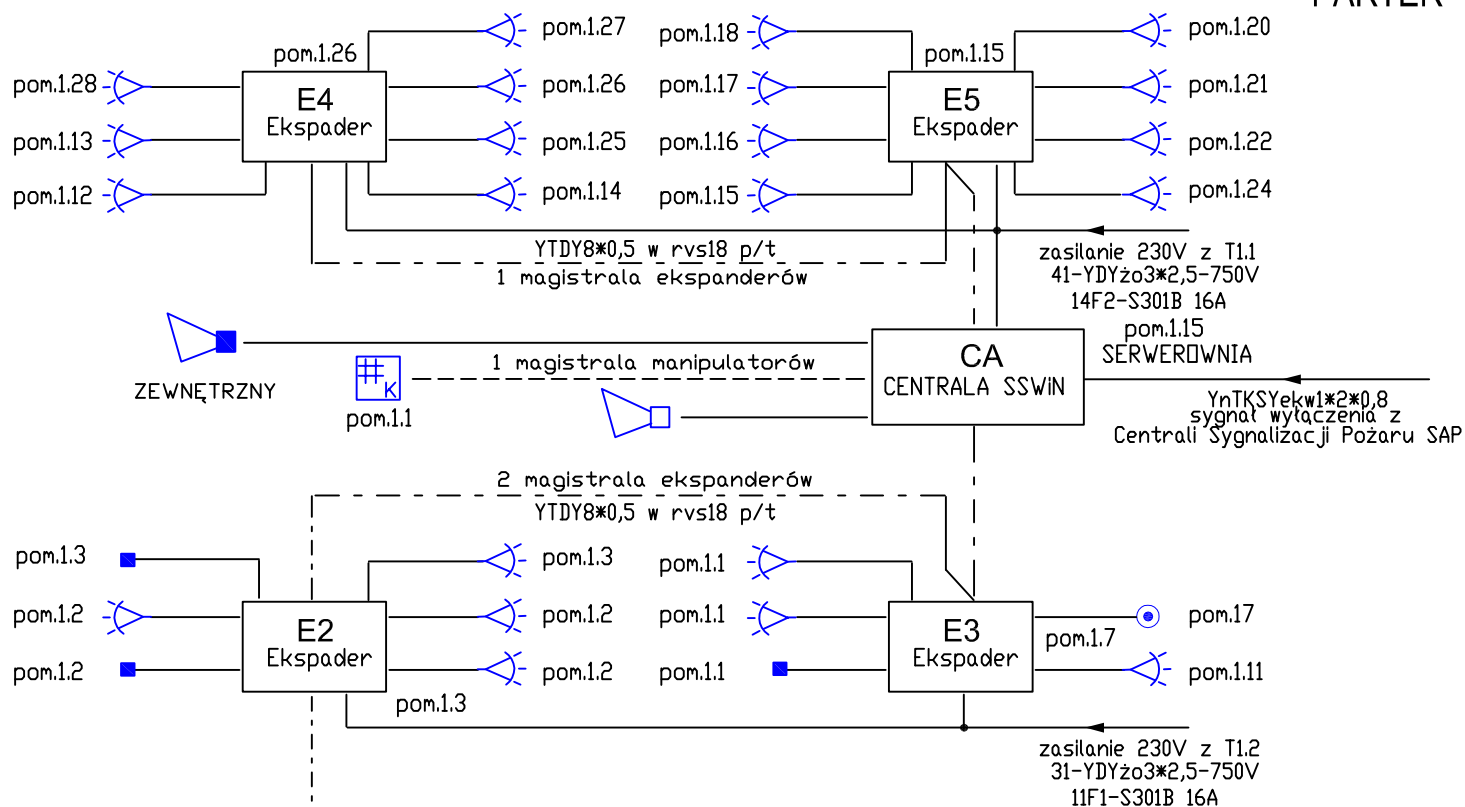 PARTER
pom.1.27
pom.1.18
pom.1.20
pom.1.26
pom.1.15
pom.1.28
E4
Ekspader
pom.1.26
pom.1.17
E5
Ekspader
pom.1.21
pom.1.13
pom.1.25
pom.1.16
pom.1.22
pom.1.12
pom.1.14
pom.1.15
pom.1.24
YTDY8*0,5 w rvs18 p/t
1 magistrala ekspanderów
zasilanie 230V z T1.1
41-YDYżo3*2,5-750V
14F2-S301B 16A
pom.1.15
SERWEROWNIA
ZEWNĘTRZNY
1 magistrala manipulatorów
K
pom.1.1
CA
CENTRALA SSWiN
YnTKSYekw1*2*0,8
sygnał wyłączenia z
Centrali Sygnalizacji Pożaru SAP
2 magistrala ekspanderów
YTDY8*0,5 w rvs18 p/t
pom.1.3
pom.1.3
pom.1.1
pom.1.2
E2
Ekspader
pom.1.2
pom.1.1
E3
Ekspader
pom.17
pom.1.7
pom.1.2
pom.1.2
pom.1.1
pom.1.11
pom.1.3
zasilanie 230V z T1.2
31-YDYżo3*2,5-750V
11F1-S301B 16A